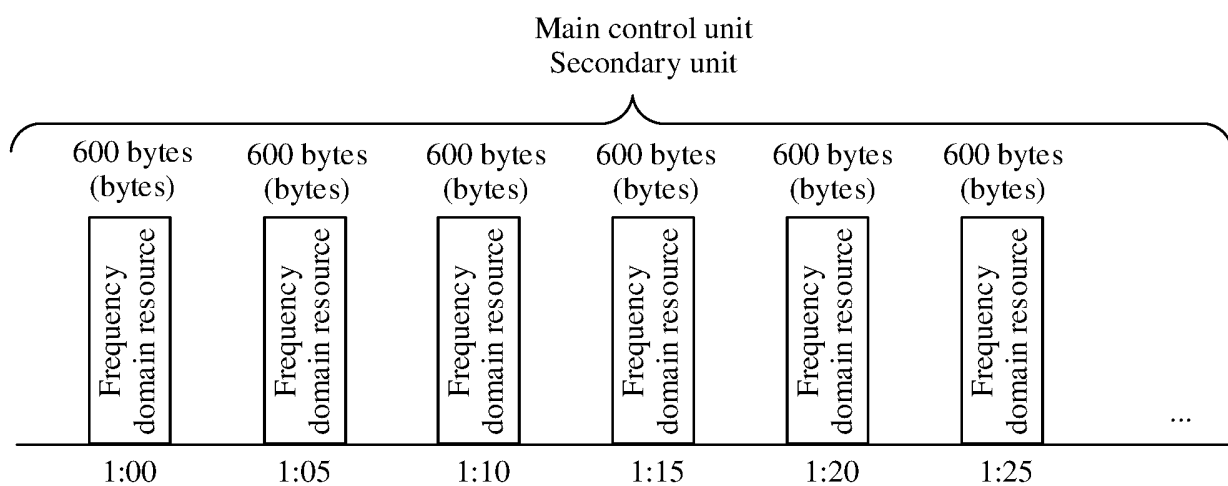 Main control unit
Secondary unit
600 bytes 600 bytes 600 bytes 600 bytes 600 bytes 600 bytes
(bytes) (bytes) (bytes) (bytes) (bytes) (bytes)
Frequency
domain resource
Frequency
domain resource
Frequency
domain resource
Frequency
domain resource
Frequency
domain resource
Frequency
domain resource
...
1:00 1:05 1:10 1:15 1:20 1:25